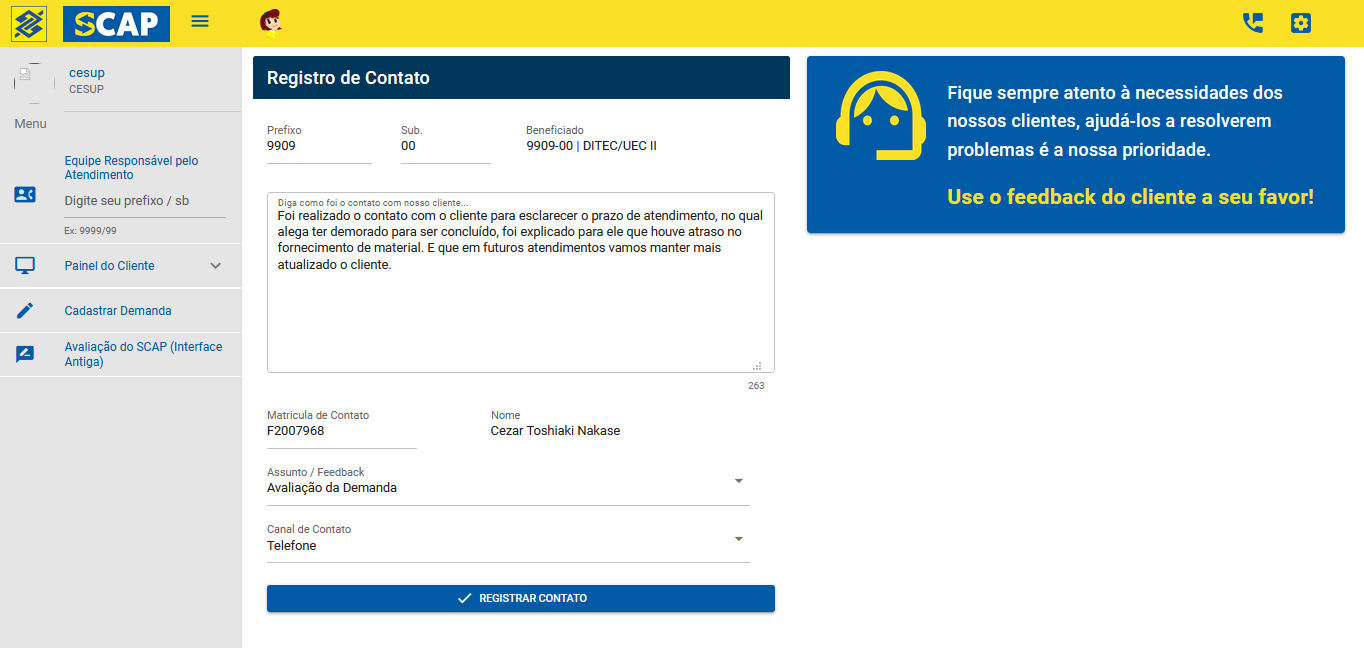 SCAP
cesup
CESUP
Menu
Equipe Responsável pelo
Atendimento
Digite seu prefixo / sb
Ex: 9999/99
Painel do Cliente
Cadastrar Demanda
Avaliação do SCAP (Interface
Antiga)
Registro de Contato
Prefixo
9909
Sub.
00
Beneficiado
9909-00 | DITEC/UEC II
Diga como foi o contato com nosso cliente...
Foi realizado o contato com o cliente para esclarecer o prazo de atendimento, no qual
alega ter demorado para ser concluído, foi explicado para ele que houve atraso no
fornecimento de material. E que em futuros atendimentos vamos manter mais
atualizado o cliente.
263
Matricula de Contato
F2007968
Nome
Cezar Toshiaki Nakase
Assunto / Feedback
Avaliação da Demanda
Canal de Contato
Telefone
REGISTRAR CONTATO
Fique sempre atento à necessidades dos
nossos clientes, ajudá-los a resolverem
problemas é a nossa prioridade.
Use o feedback do cliente a seu favor!